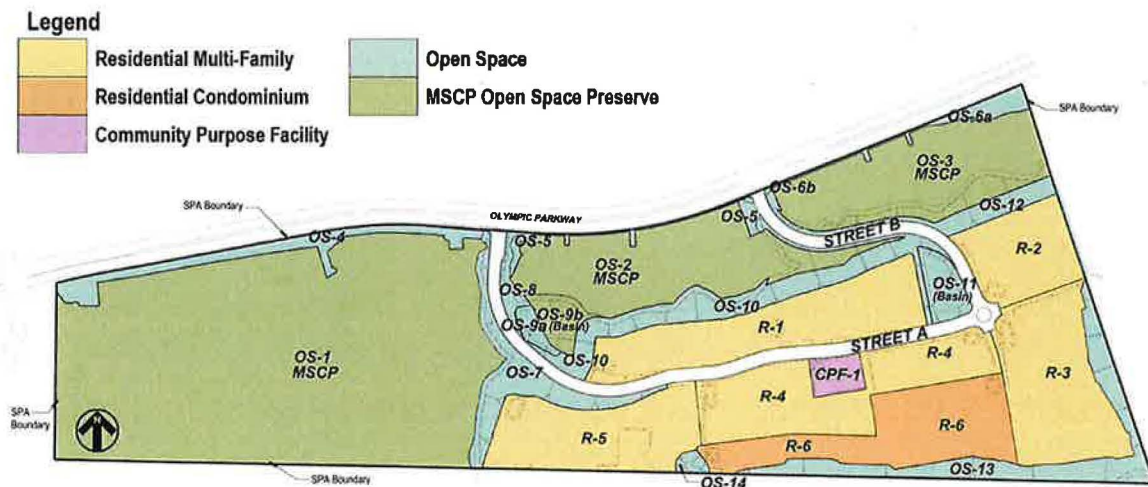 Legend
Residential Multi-Family
Residential Condominium
Community Purpose Facility
Open Space
MSCP Open Space Preserve
SPA Boundary
OS-6a
OS-3
MSCP
OS-6b
SPA Boundary
OLYMPIC PARKWAY
OS-5
OS-12
OS-4
OS-5
STREET B
R-2
OS-2
MSCP
OS-8
OS-11
(Basin)
OS-10
OS-9b
OS-9a (Basin)
R-1
STREET A
OS-1
MSCP
OS-10
R-4
OS-7
CPF-1
R-3
R-4
SPA
Boundary
R-6
R-5
R-6
OS-13
SPA Boundary
OS-14